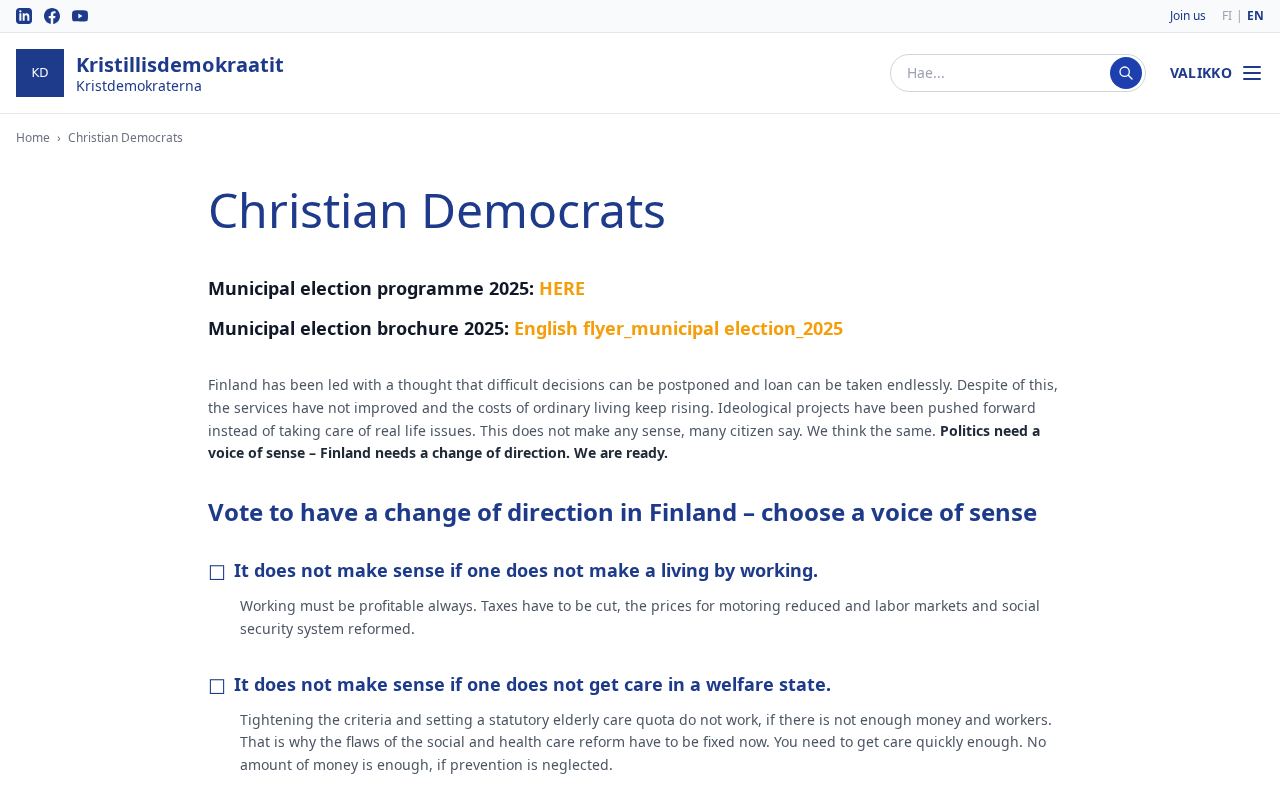 Join us FI | EN
KD
Kristillisdemokraatit
Kristdemokraterna
Hae...
VALIKKO
Home › Christian Democrats
Christian Democrats
Municipal election programme 2025: HERE
Municipal election brochure 2025: English flyer_municipal election_2025
Finland has been led with a thought that difficult decisions can be postponed and loan can be taken endlessly. Despite of this,
the services have not improved and the costs of ordinary living keep rising. Ideological projects have been pushed forward
instead of taking care of real life issues. This does not make any sense, many citizen say. We think the same. Politics need a
voice of sense – Finland needs a change of direction. We are ready.
Vote to have a change of direction in Finland – choose a voice of sense
☐ It does not make sense if one does not make a living by working.
Working must be profitable always. Taxes have to be cut, the prices for motoring reduced and labor markets and social
security system reformed.
☐ It does not make sense if one does not get care in a welfare state.
Tightening the criteria and setting a statutory elderly care quota do not work, if there is not enough money and workers.
That is why the flaws of the social and health care reform have to be fixed now. You need to get care quickly enough. No
amount of money is enough, if prevention is neglected.